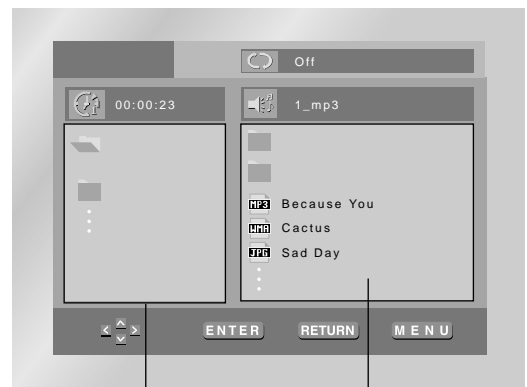 Off
00:00:23
1_mp3
MP3 Because You
WMA Cactus
JPG Sad Day
ENTER RETURN MENU